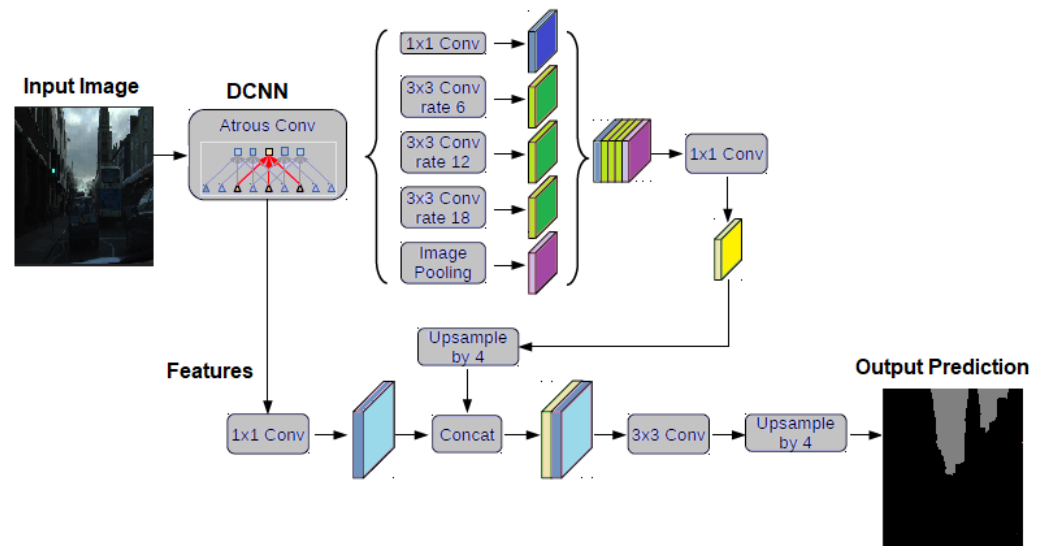 Input Image
DCNN
Atrous Conv
1x1 Conv
3x3 Conv
rate 6
3x3 Conv
rate 12
3x3 Conv
rate 18
Image
Pooling
1x1 Conv
Upsample
by 4
Features
1x1 Conv
Concat
3x3 Conv
Upsample
by 4
Output Prediction